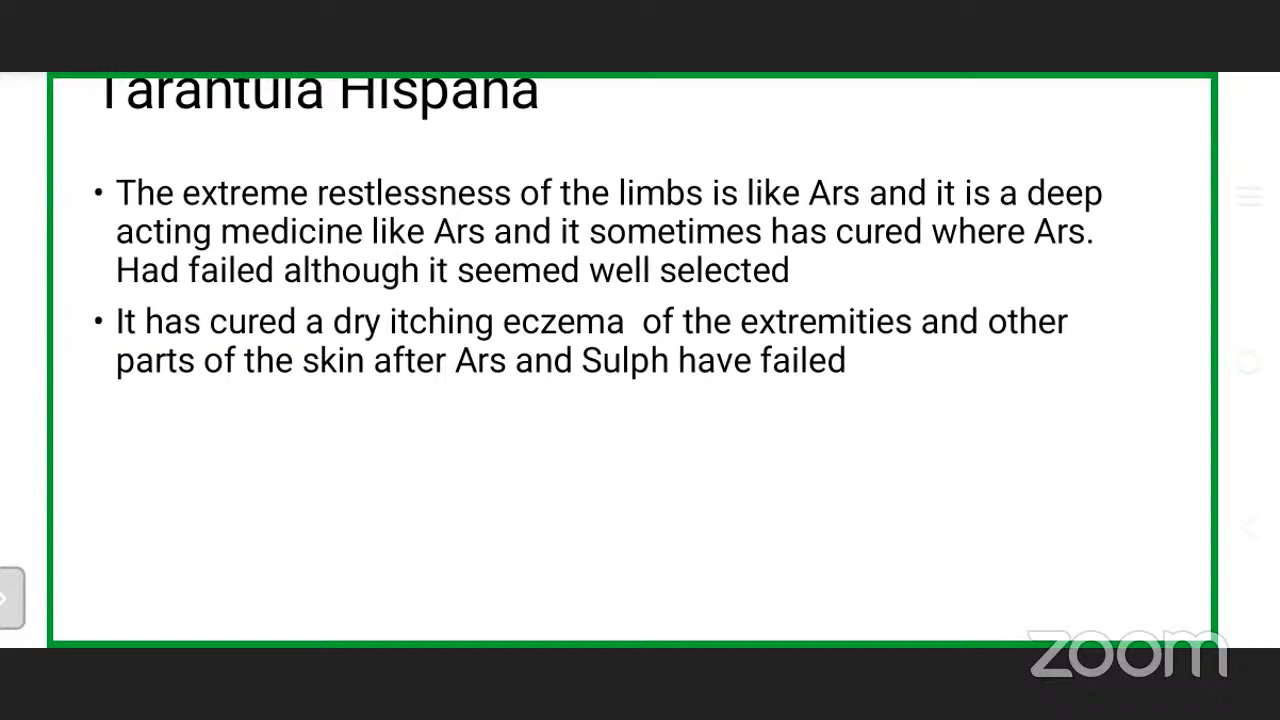 Tarantula Hispana
• The extreme restlessness of the limbs is like Ars and it is a deep
acting medicine like Ars and it sometimes has cured where Ars.
Had failed although it seemed well selected
• It has cured a dry itching eczema  of the extremities and other
parts of the skin after Ars and Sulph have failed
zoom